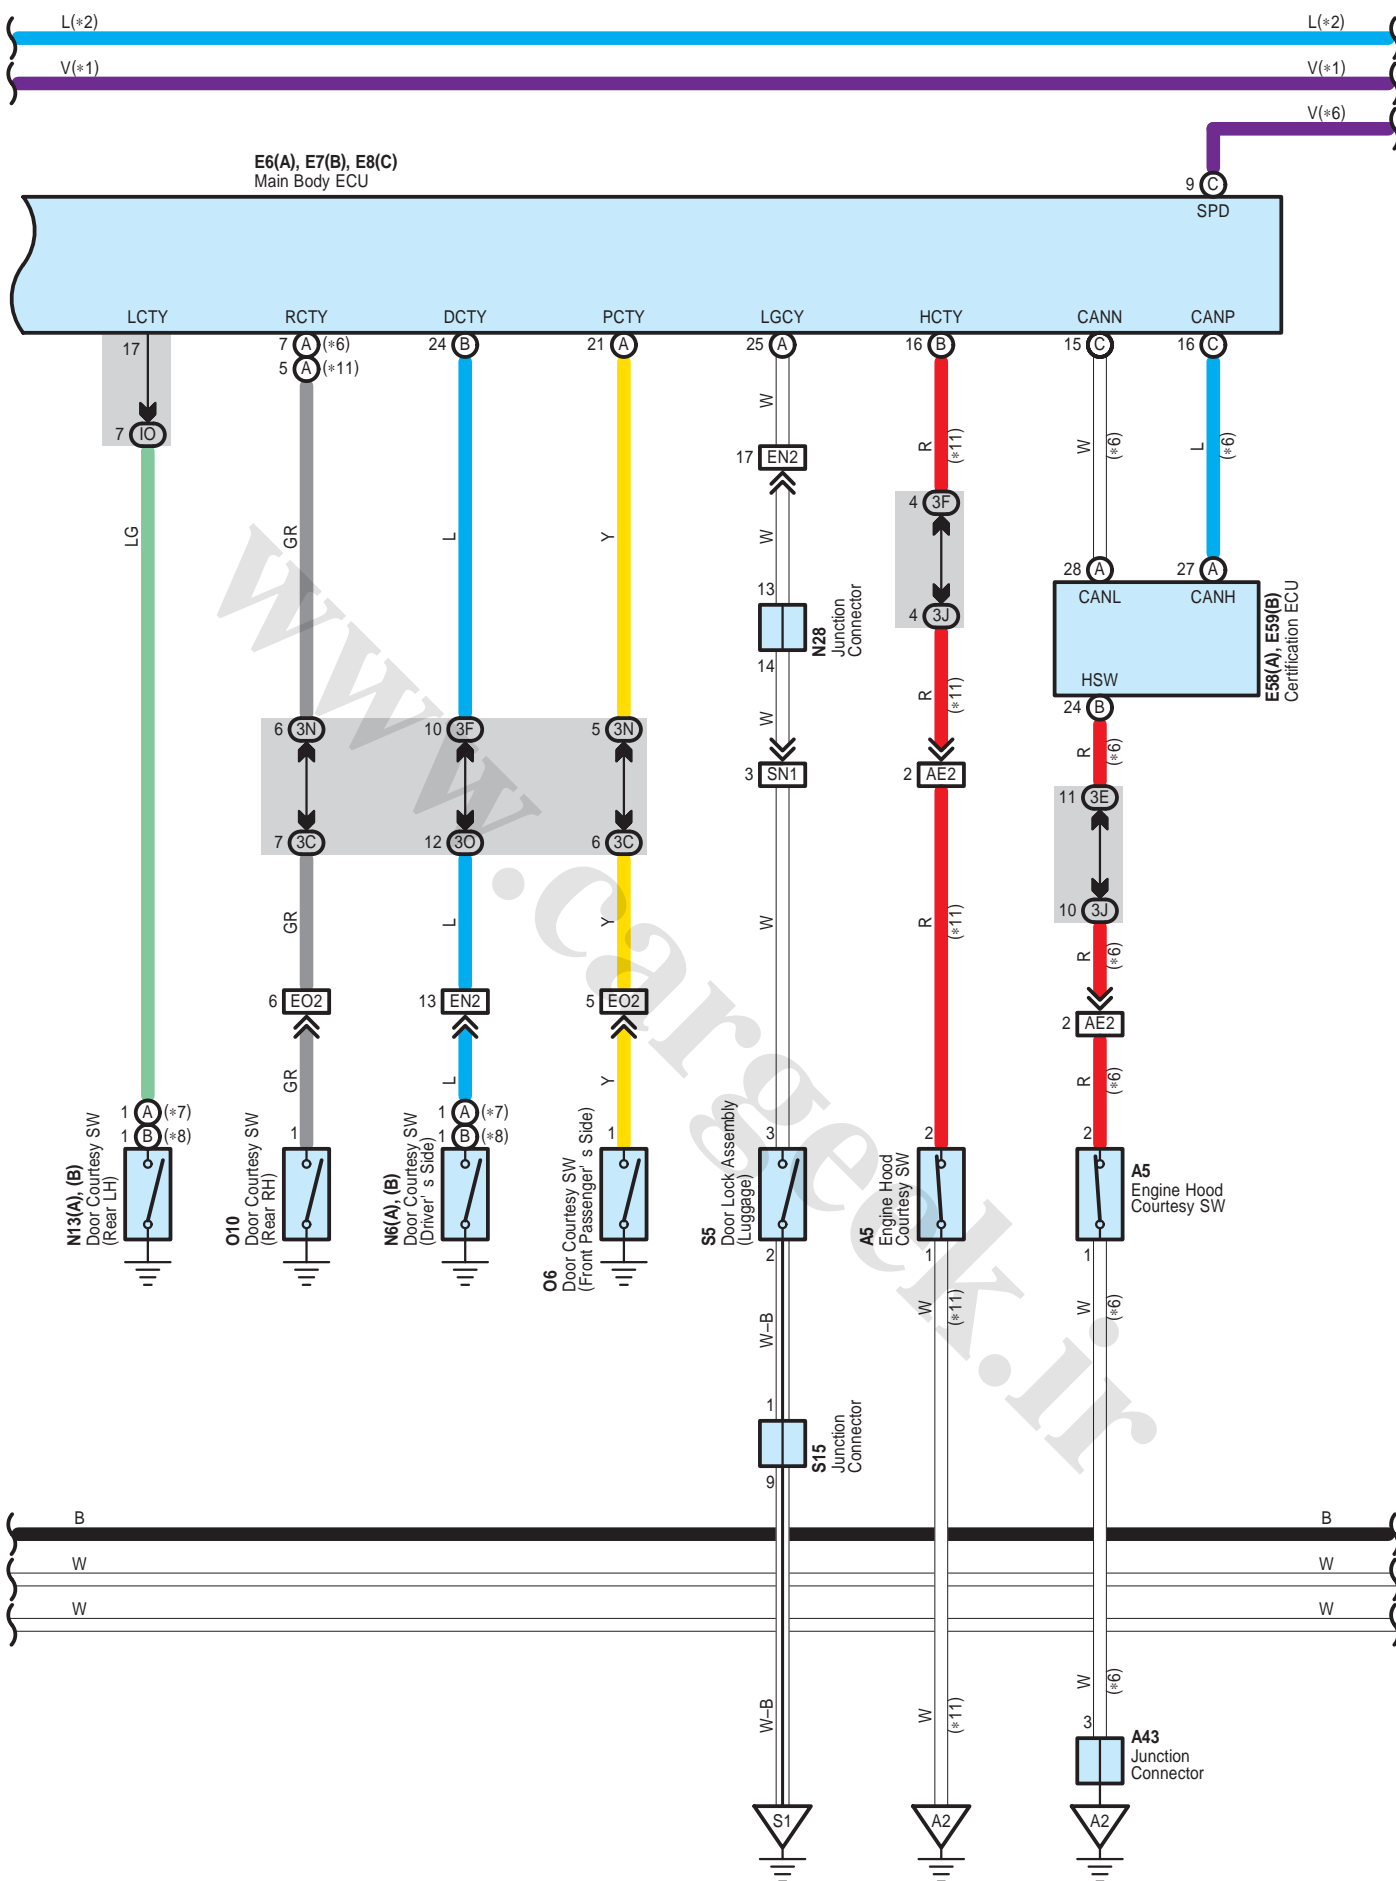 L(*2) L(*2)
V(*1) V(*1)
V(*6)
E6(A), E7(B), E8(C)
Main Body ECU
9 C
SPD
LCTY RCTY DCTY PCTY LGCY HCTY CANN CANP
17 7 A (*6) 24 B 21 A 25 A 16 B 15 C 16 C
5 A (*11)
7 IO
W
R (*11)
W (*6)
L (*6)
17 EN2
4 3F
LG
GR
L
Y
W
28 A 27 A
CANL CANH
E58(A), E59(B)
Certification ECU
13
N28
Junction
Connector
14
4 3J
HSW
24 B
W
R (*11)
6 3N 10 3F 5 3N
R (*6)
3 SN1 2 AE2
11 3E
7 3C 12 3O 6 3C
10 3J
GR
L
Y
W
R (*11)
R (*6)
6 EO2 13 EN2 5 EO2
2 AE2
GR
L
Y
R (*6)
1 A (*7) 1 A (*7)
1 B (*8) 1 1 B (*8) 1 3 2 2
N13(A), (B)
Door Courtesy SW
(Rear LH)
O10
Door Courtesy SW
(Rear RH)
N6(A), (B)
Door Courtesy SW
(Driver' s Side)
O6
Door Courtesy SW
(Front Passenger' s Side)
S5
Door Lock Assembly
(Luggage)
A5
Engine Hood
Courtesy SW
A5
Engine Hood
Courtesy SW
2 1 1
W-B
W (*11)
W (*6)
1
S15
Junction
Connector
9
B B
W W
W W
W-B
W (*11)
W (*6)
3
A43
Junction
Connector
S1 A2 A2
www.cargeek.ir